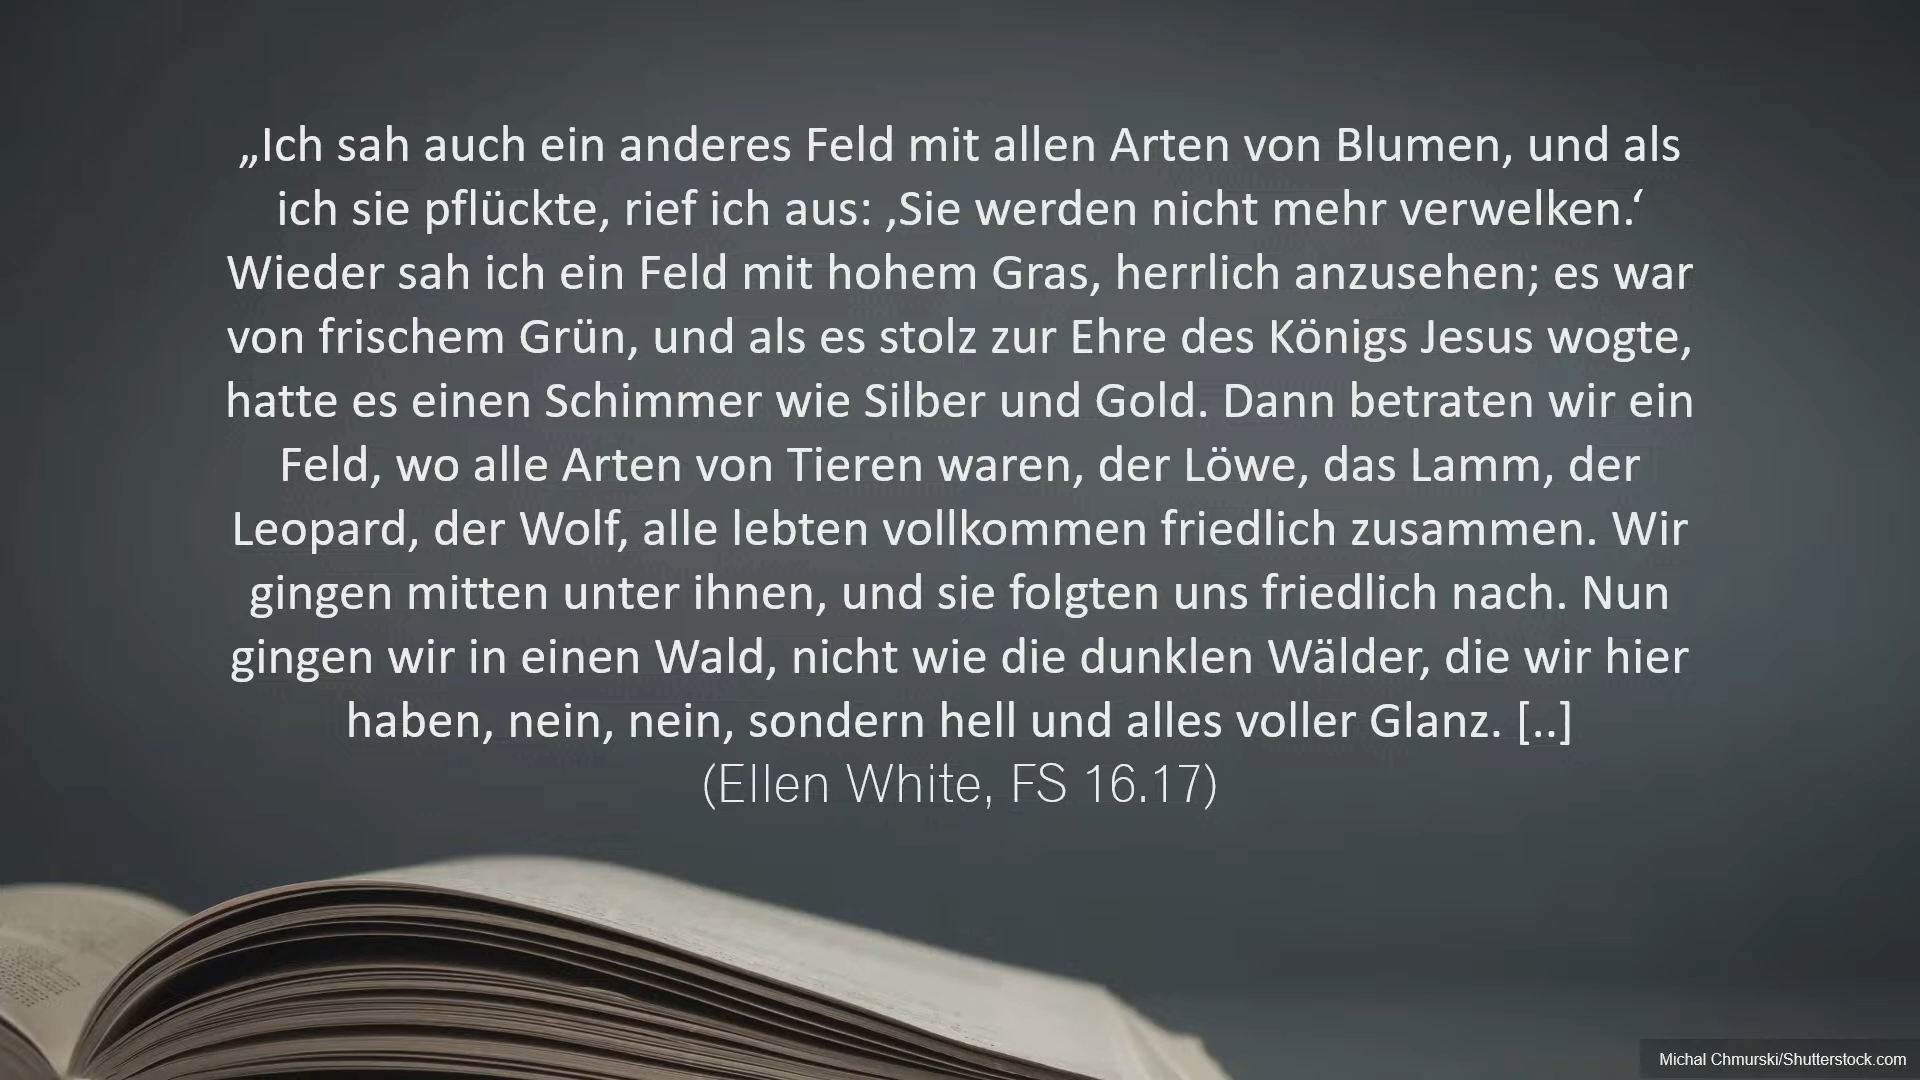 „Ich sah auch ein anderes Feld mit allen Arten von Blumen, und als
ich sie pflückte, rief ich aus: ‚Sie werden nicht mehr verwelken.‘
Wieder sah ich ein Feld mit hohem Gras, herrlich anzusehen; es war
von frischem Grün, und als es stolz zur Ehre des Königs Jesus wogte,
hatte es einen Schimmer wie Silber und Gold. Dann betraten wir ein
Feld, wo alle Arten von Tieren waren, der Löwe, das Lamm, der
Leopard, der Wolf, alle lebten vollkommen friedlich zusammen. Wir
gingen mitten unter ihnen, und sie folgten uns friedlich nach. Nun
gingen wir in einen Wald, nicht wie die dunklen Wälder, die wir hier
haben, nein, nein, sondern hell und alles voller Glanz. [..]
(Ellen White, FS 16.17)
Michal Chmurski/Shutterstock.com